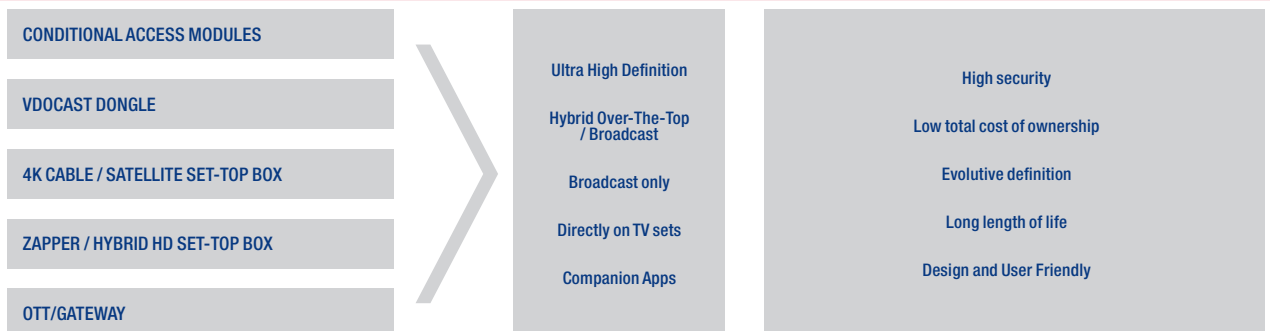 CONDITIONAL ACCESS MODULES
VDOCAST DONGLE
4K CABLE / SATELLITE SET-TOP BOX
ZAPPER / HYBRID HD SET-TOP BOX
OTT/GATEWAY
Ultra High Definition
Hybrid Over-The-Top
/ Broadcast
Broadcast only
Directly on TV sets
Companion Apps
High security
Low total cost of ownership
Evolutive definition
Long length of life
Design and User Friendly